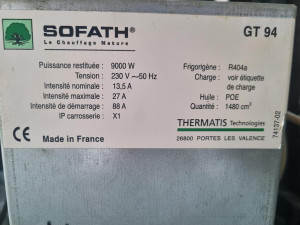 SOFATH®
Le Chauffage Nature
GT 94
Puissance restituée : 9000 W
Tension : 230 V ~ 50 Hz
Intensité nominale : 13,5 A
Intensité maximale : 27 A
Intensité de démarrage : 88 A
IP carrosserie : X1
Frigorigène : R404a
Charge : voir étiquette
de charge
Huile : POE
Quantité : 1480 cm³
CE
Made in France
THERMATIS Technologies
26800 PORTES LES VALENCE
74137-02